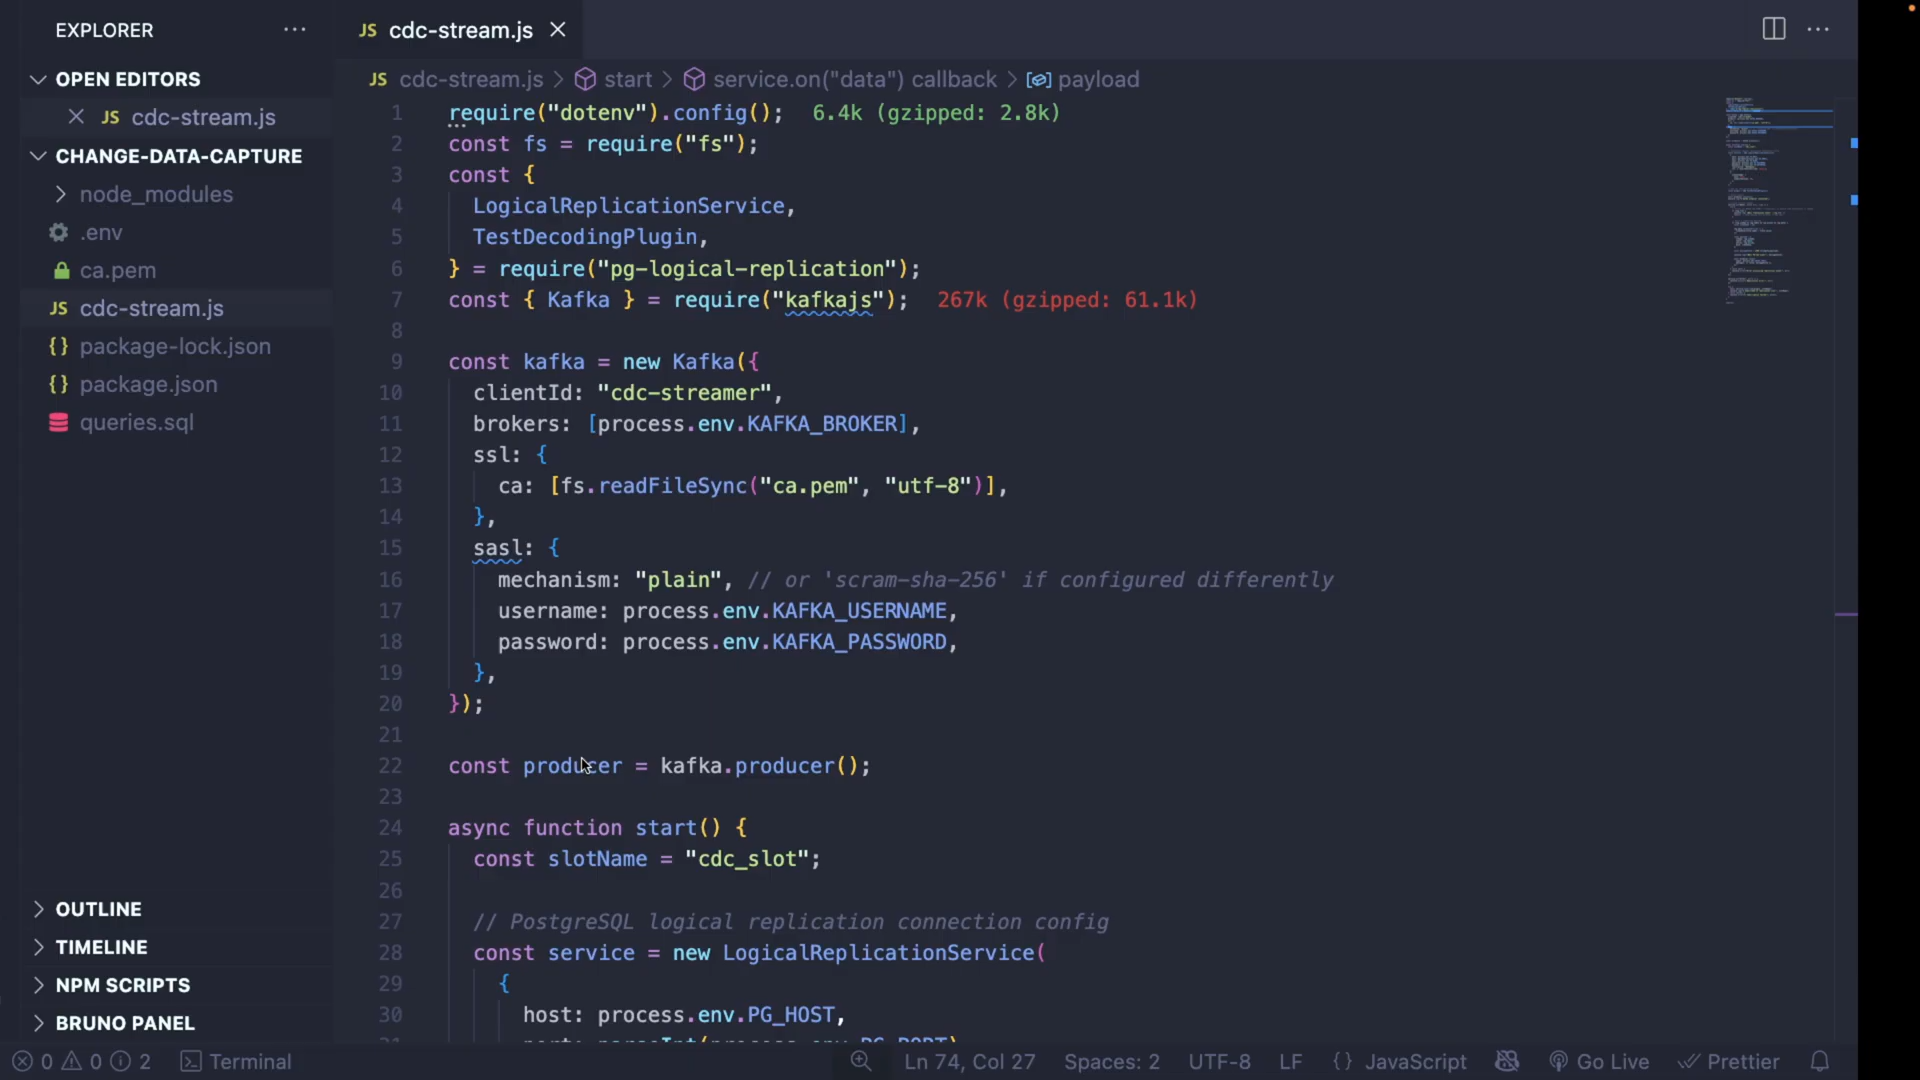 EXPLORER
JS cdc-stream.js
OPEN EDITORS
JS cdc-stream.js
CHANGE-DATA-CAPTURE
node_modules
.env
ca.pem
JS cdc-stream.js
{} package-lock.json
{} package.json
queries.sql
OUTLINE
TIMELINE
NPM SCRIPTS
BRUNO PANEL
JS cdc-stream.js > start > service.on("data") callback > payload
1 require("dotenv").config(); 6.4k (gzipped: 2.8k)
2 const fs = require("fs");
3 const {
4 LogicalReplicationService,
5 TestDecodingPlugin,
6 } = require("pg-logical-replication");
7 const { Kafka } = require("kafkajs"); 267k (gzipped: 61.1k)
8
9 const kafka = new Kafka({
10 clientId: "cdc-streamer",
11 brokers: [process.env.KAFKA_BROKER],
12 ssl: {
13 ca: [fs.readFileSync("ca.pem", "utf-8")],
14 },
15 sasl: {
16 mechanism: "plain", // or 'scram-sha-256' if configured differently
17 username: process.env.KAFKA_USERNAME,
18 password: process.env.KAFKA_PASSWORD,
19 },
20 });
21
22 const producer = kafka.producer();
23
24 async function start() {
25 const slotName = "cdc_slot";
26
27 // PostgreSQL logical replication connection config
28 const service = new LogicalReplicationService(
29 {
30 host: process.env.PG_HOST,
0 0 2 Terminal
Ln 74, Col 27 Spaces: 2 UTF-8 LF {} JavaScript Go Live Prettier